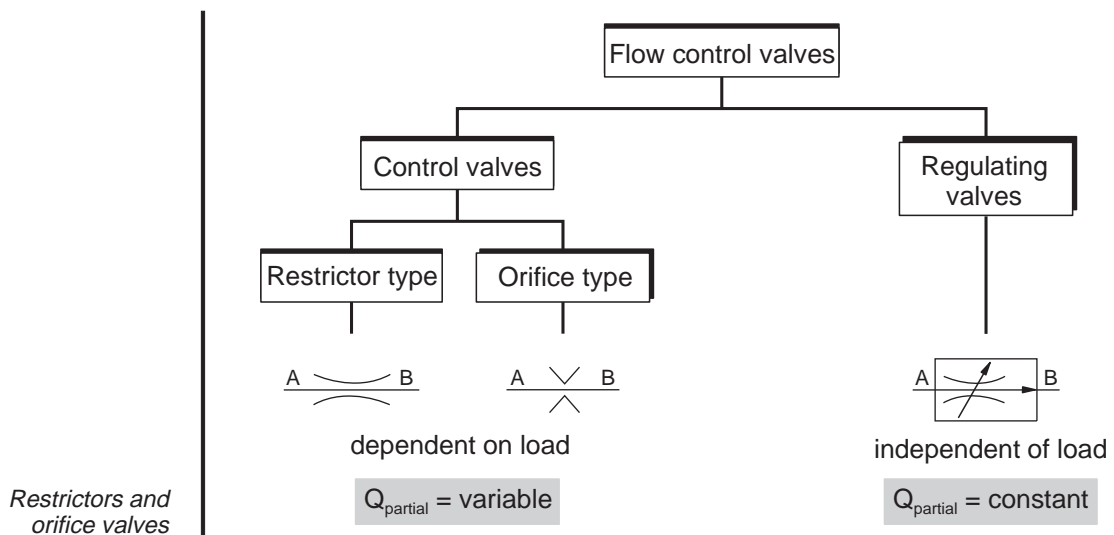 Flow control valves
Control valves
Regulating
valves
Restrictor type
Orifice type
A B
A B
A B
dependent on load
independent of load
Q_partial = variable
Q_partial = constant
Restrictors and
orifice valves